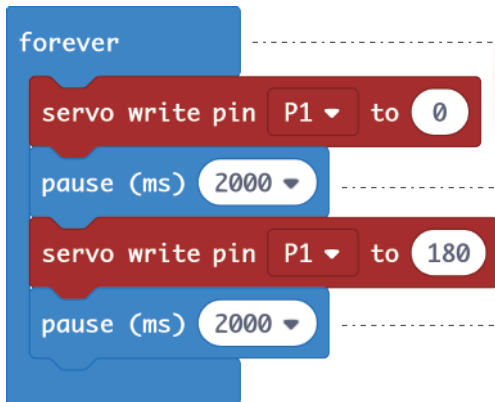 forever
servo write pin P1 to 0
pause (ms) 2000
servo write pin P1 to 180
pause (ms) 2000